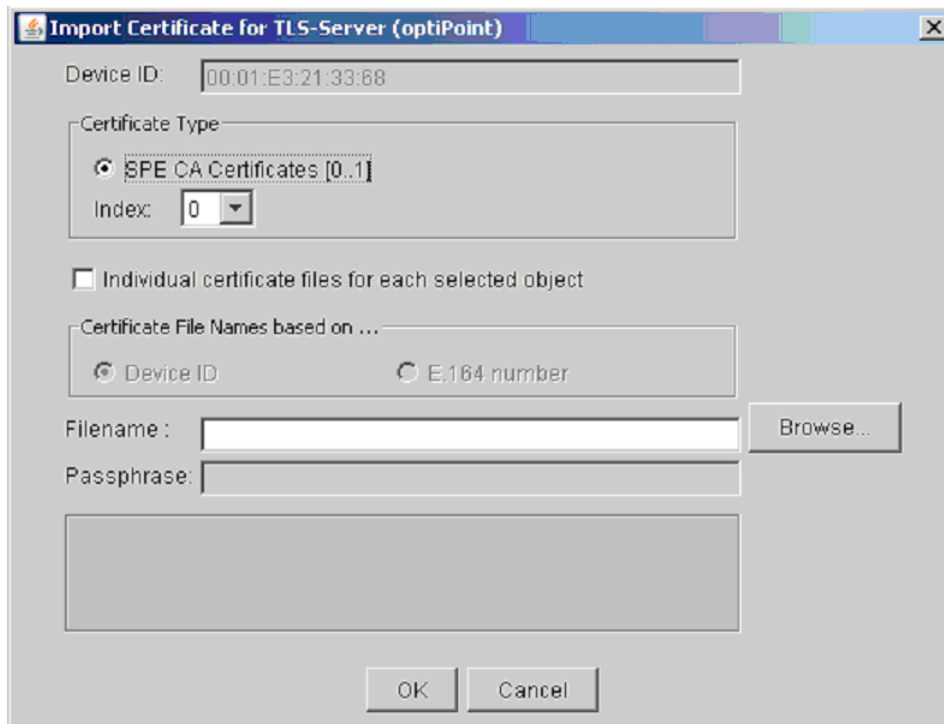 Import Certificate for TLS-Server (optiPoint)
Device ID: 00:01:E3:21:33:68
Certificate Type
SPE CA Certificates [0..1]
Index: 0
Individual certificate files for each selected object
Certificate File Names based on ...
Device ID E.164 number
Filename : Browse...
Passphrase:
OK Cancel